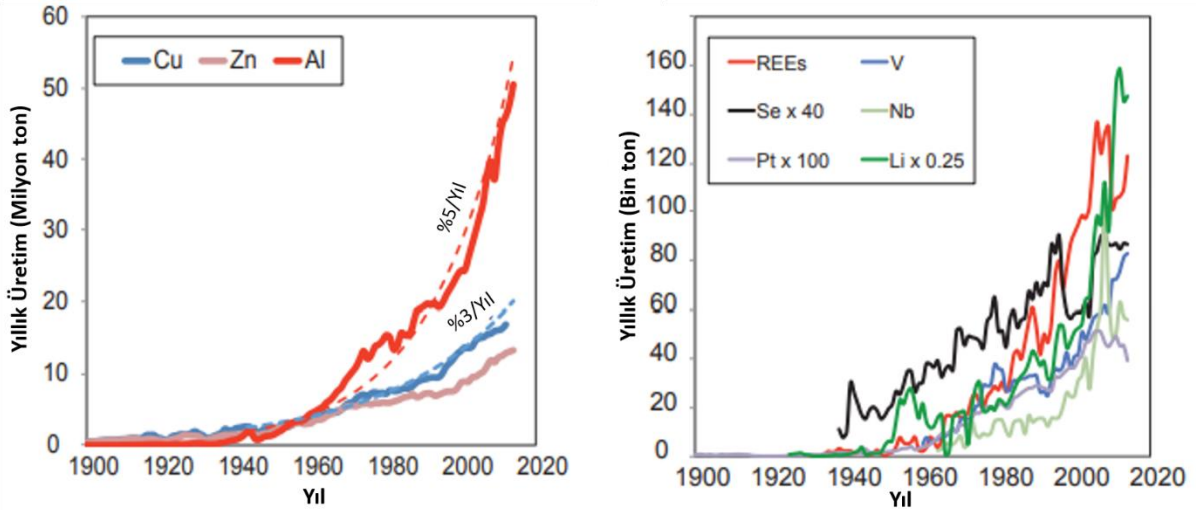 Yıllık Üretim (Milyon ton)
60
50
40
30
20
10
0
Cu Zn Al
%5/Yıl
%3/Yıl
1900 1920 1940 1960 1980 2000 2020
Yıl
Yıllık Üretim (Bin ton)
160
140
120
100
80
60
40
20
0
REEs V
Se x 40 Nb
Pt x 100 Li x 0.25
1900 1920 1940 1960 1980 2000 2020
Yıl